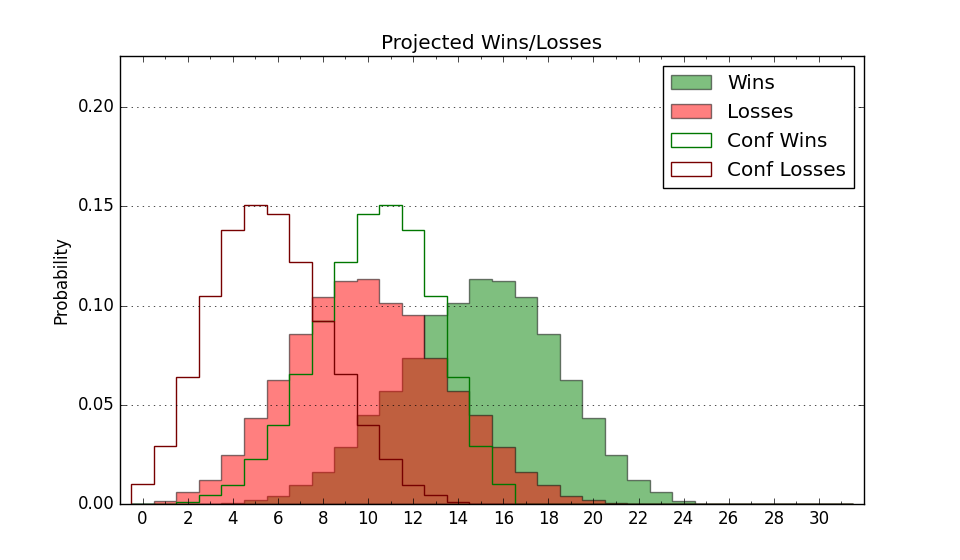 Projected Wins/Losses
Wins
Losses
Conf Wins
Conf Losses
Probability
0.20
0.15
0.10
0.05
0.00
0 2 4 6 8 10 12 14 16 18 20 22 24 26 28 30